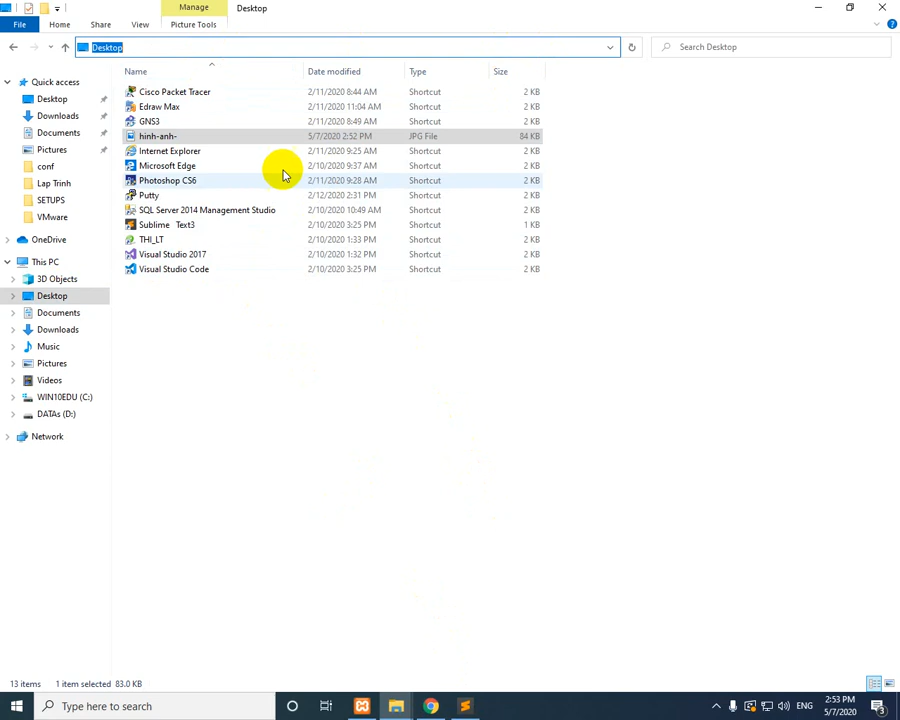 Manage
Desktop
File
Home
Share
View
Picture Tools
Desktop
Search Desktop
Name
Date modified
Type
Size
Quick access
Desktop
Downloads
Documents
Pictures
conf
Lap Trinh
SETUPS
VMware
OneDrive
This PC
3D Objects
Desktop
Documents
Downloads
Music
Pictures
Videos
WIN10EDU (C:)
DATAs (D:)
Network
Cisco Packet Tracer 2/11/2020 8:44 AM Shortcut 2 KB
Edraw Max 2/11/2020 11:04 AM Shortcut 2 KB
GNS3 2/11/2020 8:49 AM Shortcut 2 KB
hinh-anh- 5/7/2020 2:52 PM JPG File 84 KB
Internet Explorer 2/11/2020 9:25 AM Shortcut 2 KB
Microsoft Edge 2/10/2020 9:37 AM Shortcut 2 KB
Photoshop CS6 2/11/2020 9:28 AM Shortcut 2 KB
Putty 2/12/2020 2:31 PM Shortcut 2 KB
SQL Server 2014 Management Studio 2/10/2020 10:49 AM Shortcut 2 KB
Sublime Text3 2/10/2020 3:25 PM Shortcut 1 KB
THI_LT 2/10/2020 1:33 PM Shortcut 2 KB
Visual Studio 2017 2/10/2020 1:32 PM Shortcut 2 KB
Visual Studio Code 2/10/2020 3:25 PM Shortcut 2 KB
13 items 1 item selected 83.0 KB
Type here to search
ENG
2:53 PM
5/7/2020
3